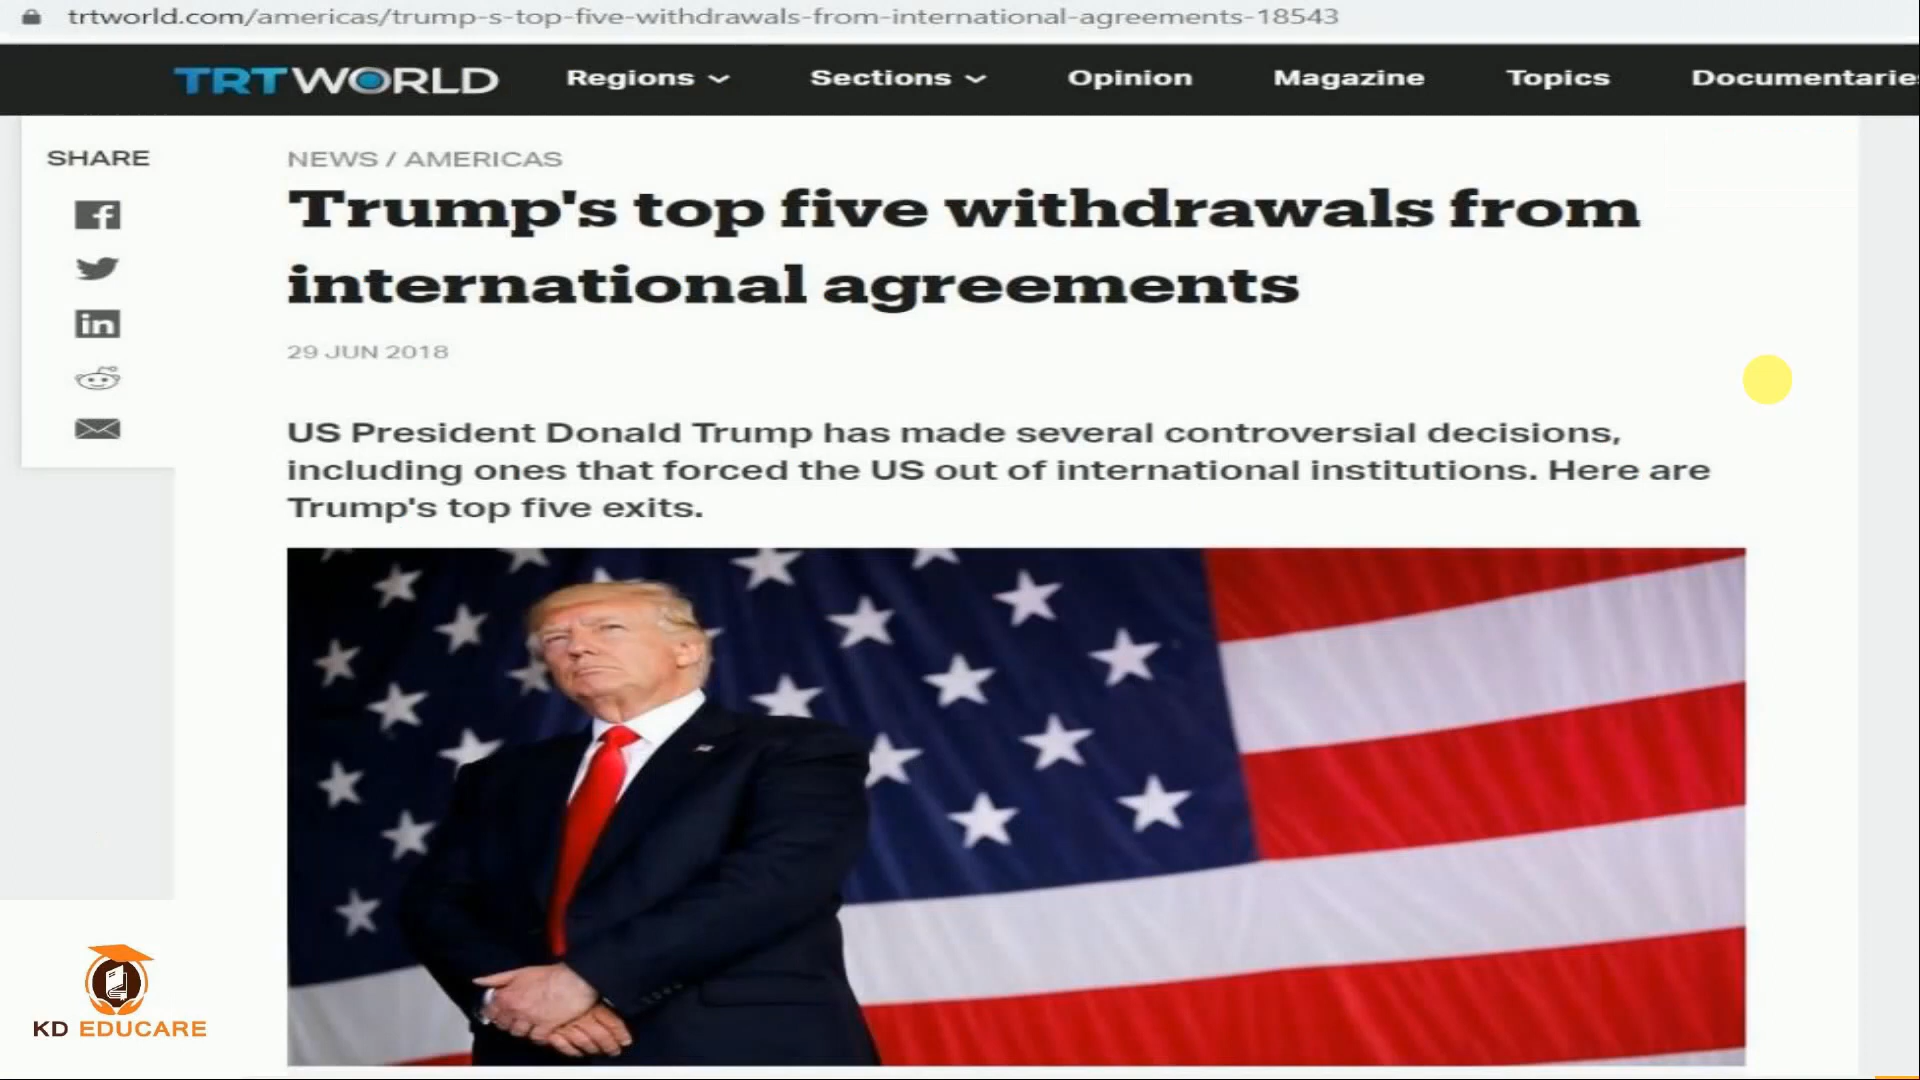 trtworld.com/americas/trump-s-top-five-withdrawals-from-international-agreements-18543
TRTWORLD Regions Sections Opinion Magazine Topics Documentarie
SHARE
NEWS / AMERICAS
Trump's top five withdrawals from
international agreements
29 JUN 2018
US President Donald Trump has made several controversial decisions,
including ones that forced the US out of international institutions. Here are
Trump's top five exits.
KD EDUCARE